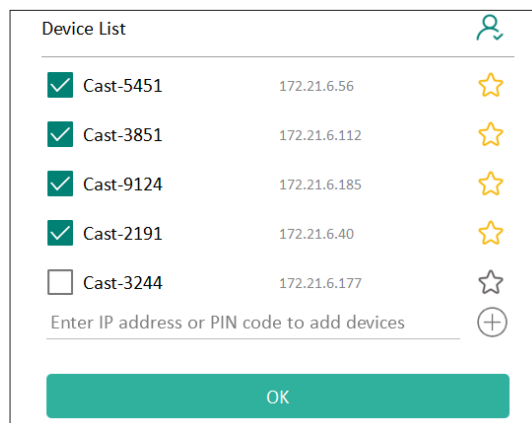 Device List
Cast-5451 172.21.6.56
Cast-3851 172.21.6.112
Cast-9124 172.21.6.185
Cast-2191 172.21.6.40
Cast-3244 172.21.6.177
Enter IP address or PIN code to add devices
OK